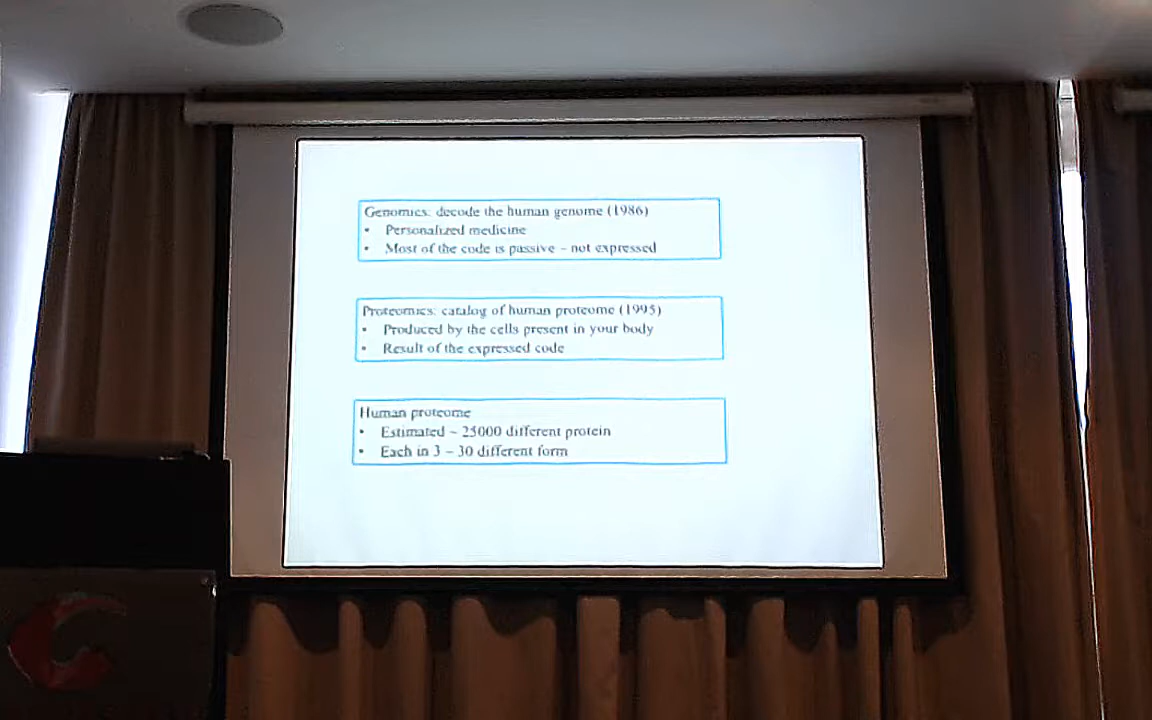 Genomics: decode the human genome (1986)
• Personalized medicine
• Most of the code is passive – not expressed
Proteomics: catalog of human proteome (1995)
• Produced by the cells present in your body
• Result of the expressed code
Human proteome
• Estimated ~ 25000 different protein
• Each in 3 – 30 different form